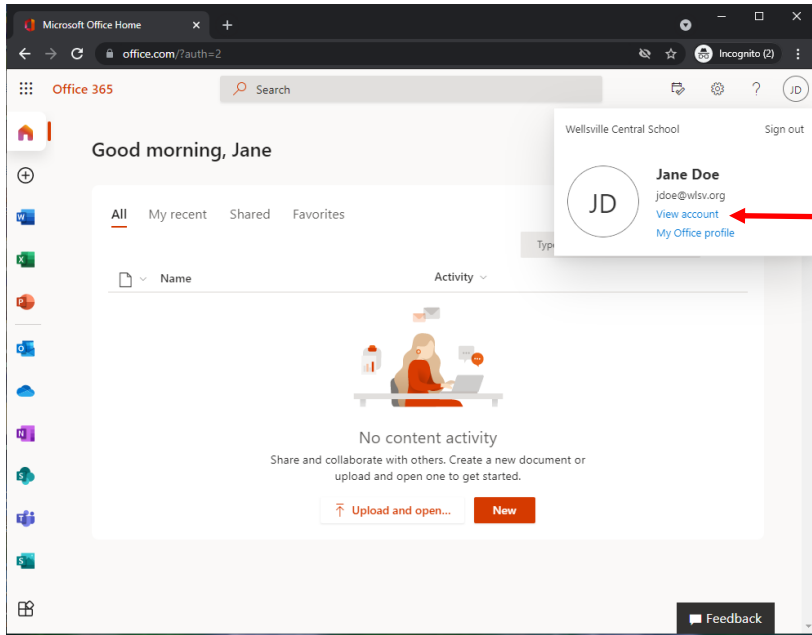 Microsoft Office Home
office.com/?auth=2
Incognito (2)
Office 365
Search
JD
Wellsville Central School
Sign out
Good morning, Jane
JD
Jane Doe
jdoe@wlsv.org
View account
My Office profile
All
My recent
Shared
Favorites
Name
Activity
No content activity
Share and collaborate with others. Create a new document or
upload and open one to get started.
Upload and open...
New
Feedback